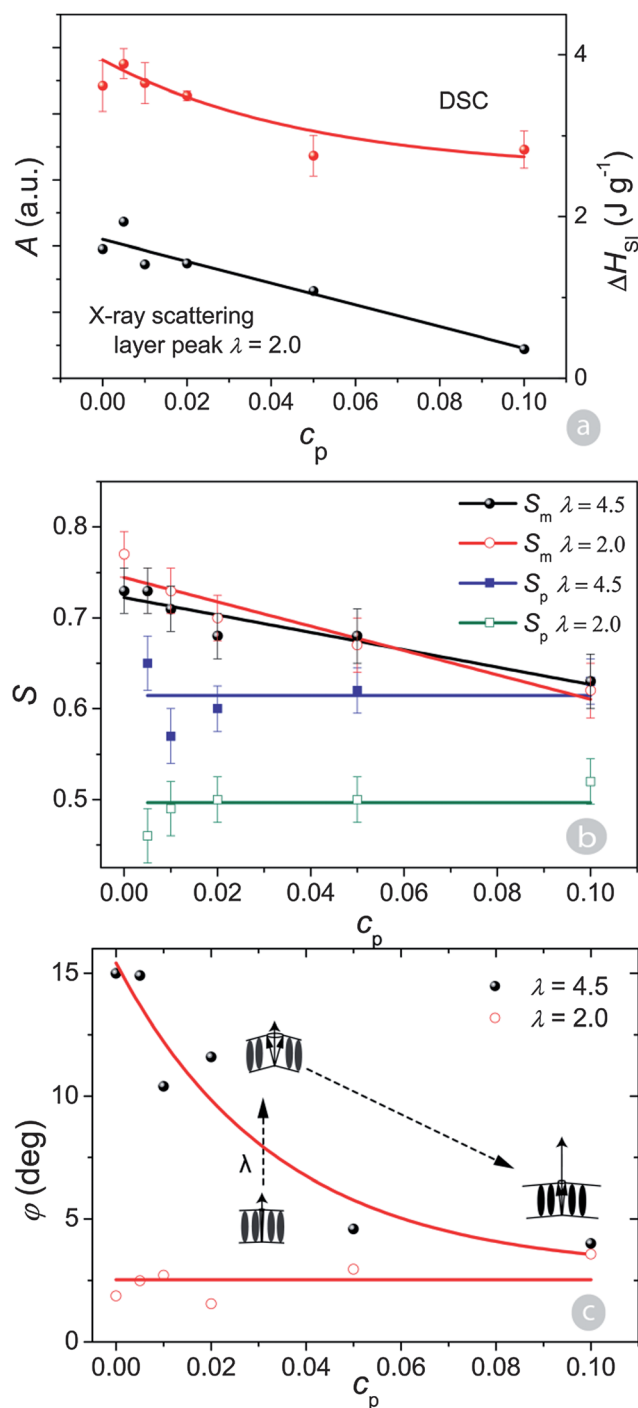 A (a.u.)
4
2
0
ΔH_SI (J g⁻¹)
DSC
X-ray scattering
layer peak λ = 2.0
0.00 0.02 0.04 0.06 0.08 0.10
c_p
a
S
0.8
0.7
0.6
0.5
S_m λ = 4.5
S_m λ = 2.0
S_p λ = 4.5
S_p λ = 2.0
0.00 0.02 0.04 0.06 0.08 0.10
c_p
b
φ (deg)
15
10
5
0
λ = 4.5
λ = 2.0
λ
0.00 0.02 0.04 0.06 0.08 0.10
c_p
c